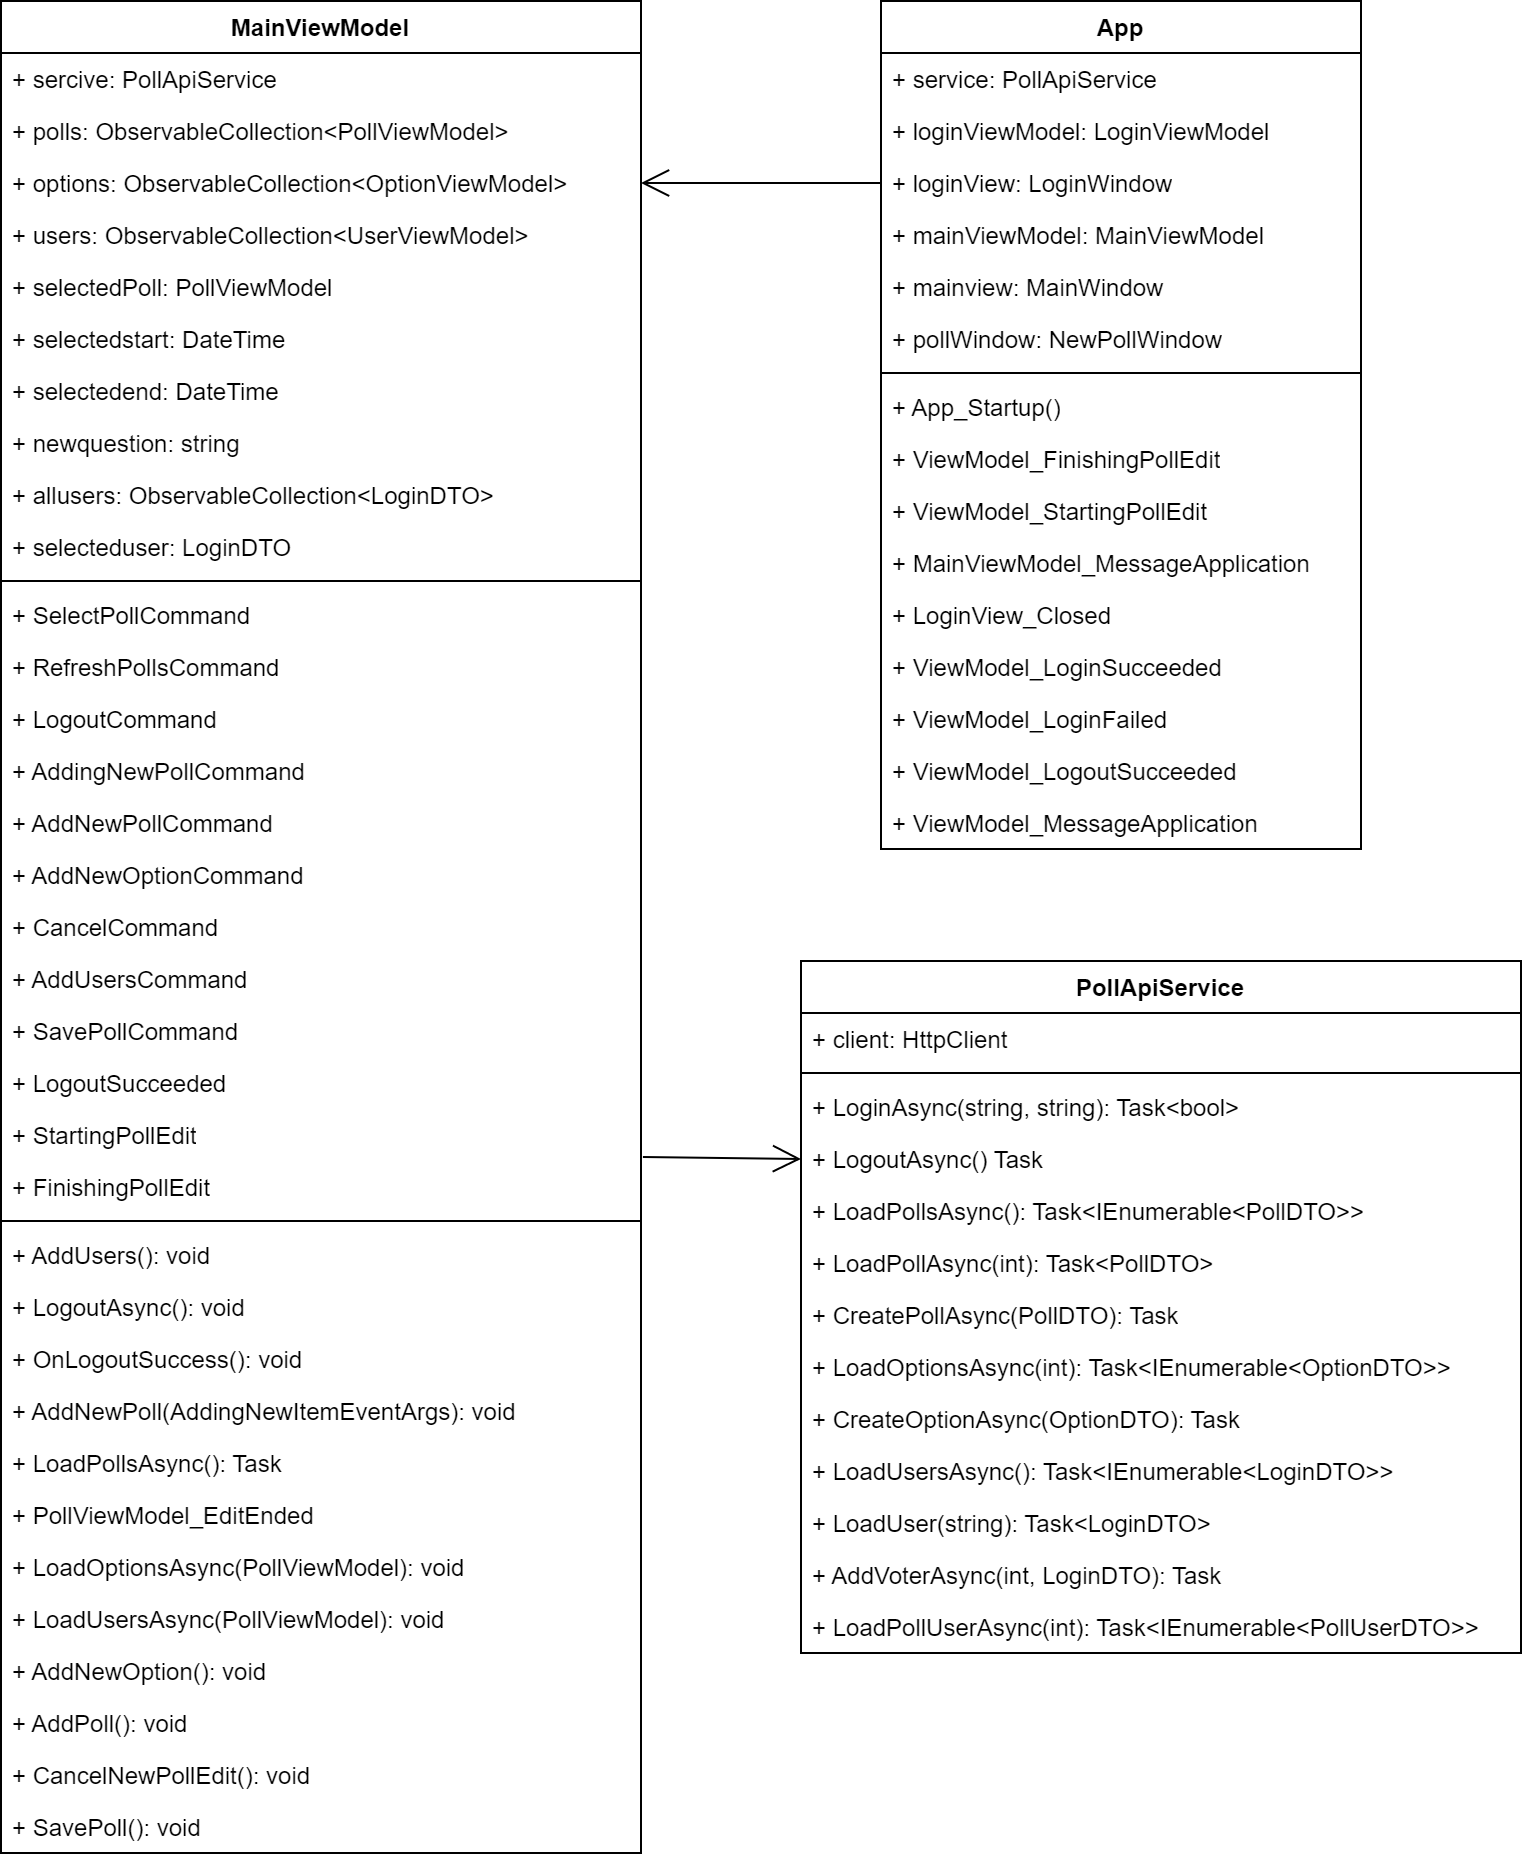 MainViewModel
+ sercive: PollApiService
+ polls: ObservableCollection<PollViewModel>
+ options: ObservableCollection<OptionViewModel>
+ users: ObservableCollection<UserViewModel>
+ selectedPoll: PollViewModel
+ selectedstart: DateTime
+ selectedend: DateTime
+ newquestion: string
+ allusers: ObservableCollection<LoginDTO>
+ selecteduser: LoginDTO
+ SelectPollCommand
+ RefreshPollsCommand
+ LogoutCommand
+ AddingNewPollCommand
+ AddNewPollCommand
+ AddNewOptionCommand
+ CancelCommand
+ AddUsersCommand
+ SavePollCommand
+ LogoutSucceeded
+ StartingPollEdit
+ FinishingPollEdit
+ AddUsers(): void
+ LogoutAsync(): void
+ OnLogoutSuccess(): void
+ AddNewPoll(AddingNewItemEventArgs): void
+ LoadPollsAsync(): Task
+ PollViewModel_EditEnded
+ LoadOptionsAsync(PollViewModel): void
+ LoadUsersAsync(PollViewModel): void
+ AddNewOption(): void
+ AddPoll(): void
+ CancelNewPollEdit(): void
+ SavePoll(): void
App
+ service: PollApiService
+ loginViewModel: LoginViewModel
+ loginView: LoginWindow
+ mainViewModel: MainViewModel
+ mainview: MainWindow
+ pollWindow: NewPollWindow
+ App_Startup()
+ ViewModel_FinishingPollEdit
+ ViewModel_StartingPollEdit
+ MainViewModel_MessageApplication
+ LoginView_Closed
+ ViewModel_LoginSucceeded
+ ViewModel_LoginFailed
+ ViewModel_LogoutSucceeded
+ ViewModel_MessageApplication
PollApiService
+ client: HttpClient
+ LoginAsync(string, string): Task<bool>
+ LogoutAsync() Task
+ LoadPollsAsync(): Task<IEnumerable<PollDTO>>
+ LoadPollAsync(int): Task<PollDTO>
+ CreatePollAsync(PollDTO): Task
+ LoadOptionsAsync(int): Task<IEnumerable<OptionDTO>>
+ CreateOptionAsync(OptionDTO): Task
+ LoadUsersAsync(): Task<IEnumerable<LoginDTO>>
+ LoadUser(string): Task<LoginDTO>
+ AddVoterAsync(int, LoginDTO): Task
+ LoadPollUserAsync(int): Task<IEnumerable<PollUserDTO>>